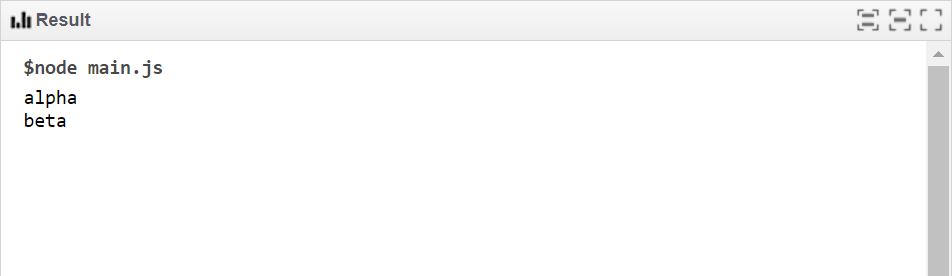 Result
$node main.js
alpha
beta